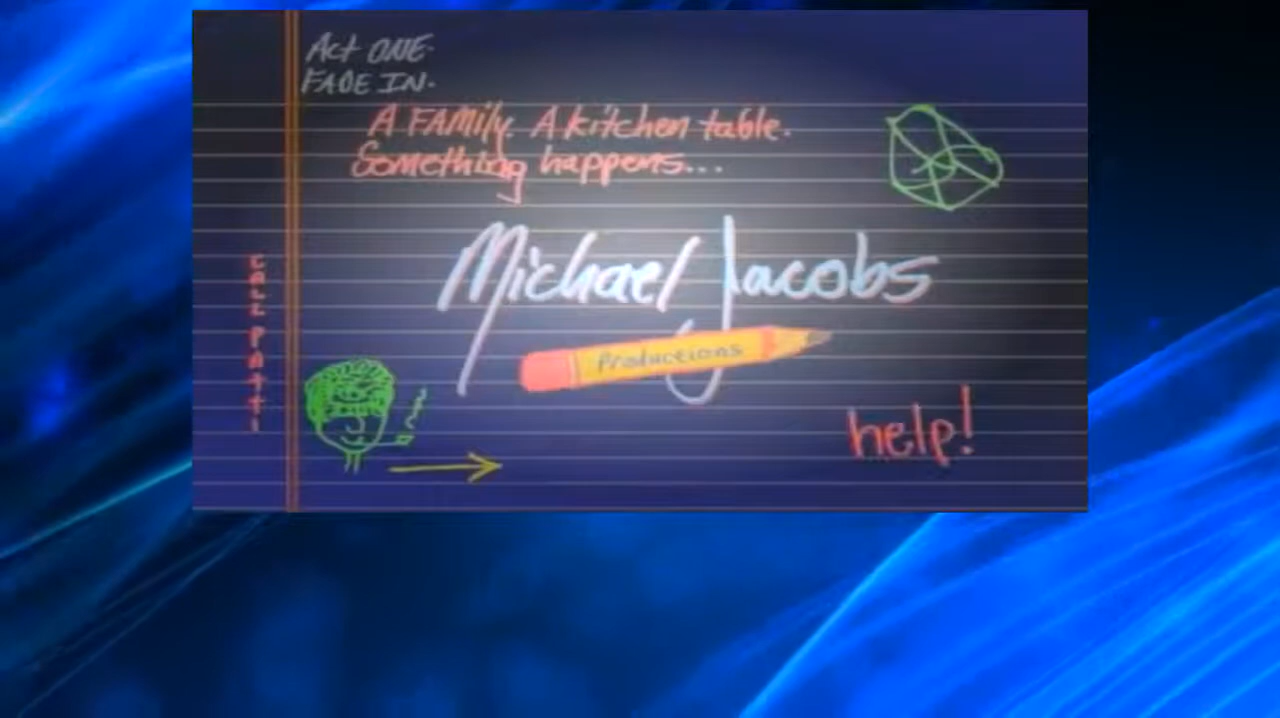 Act ONE.
FADE IN.
A FAMily. A kitchen table.
Something happens...
Michael Jacobs
Productions
call patti
help!